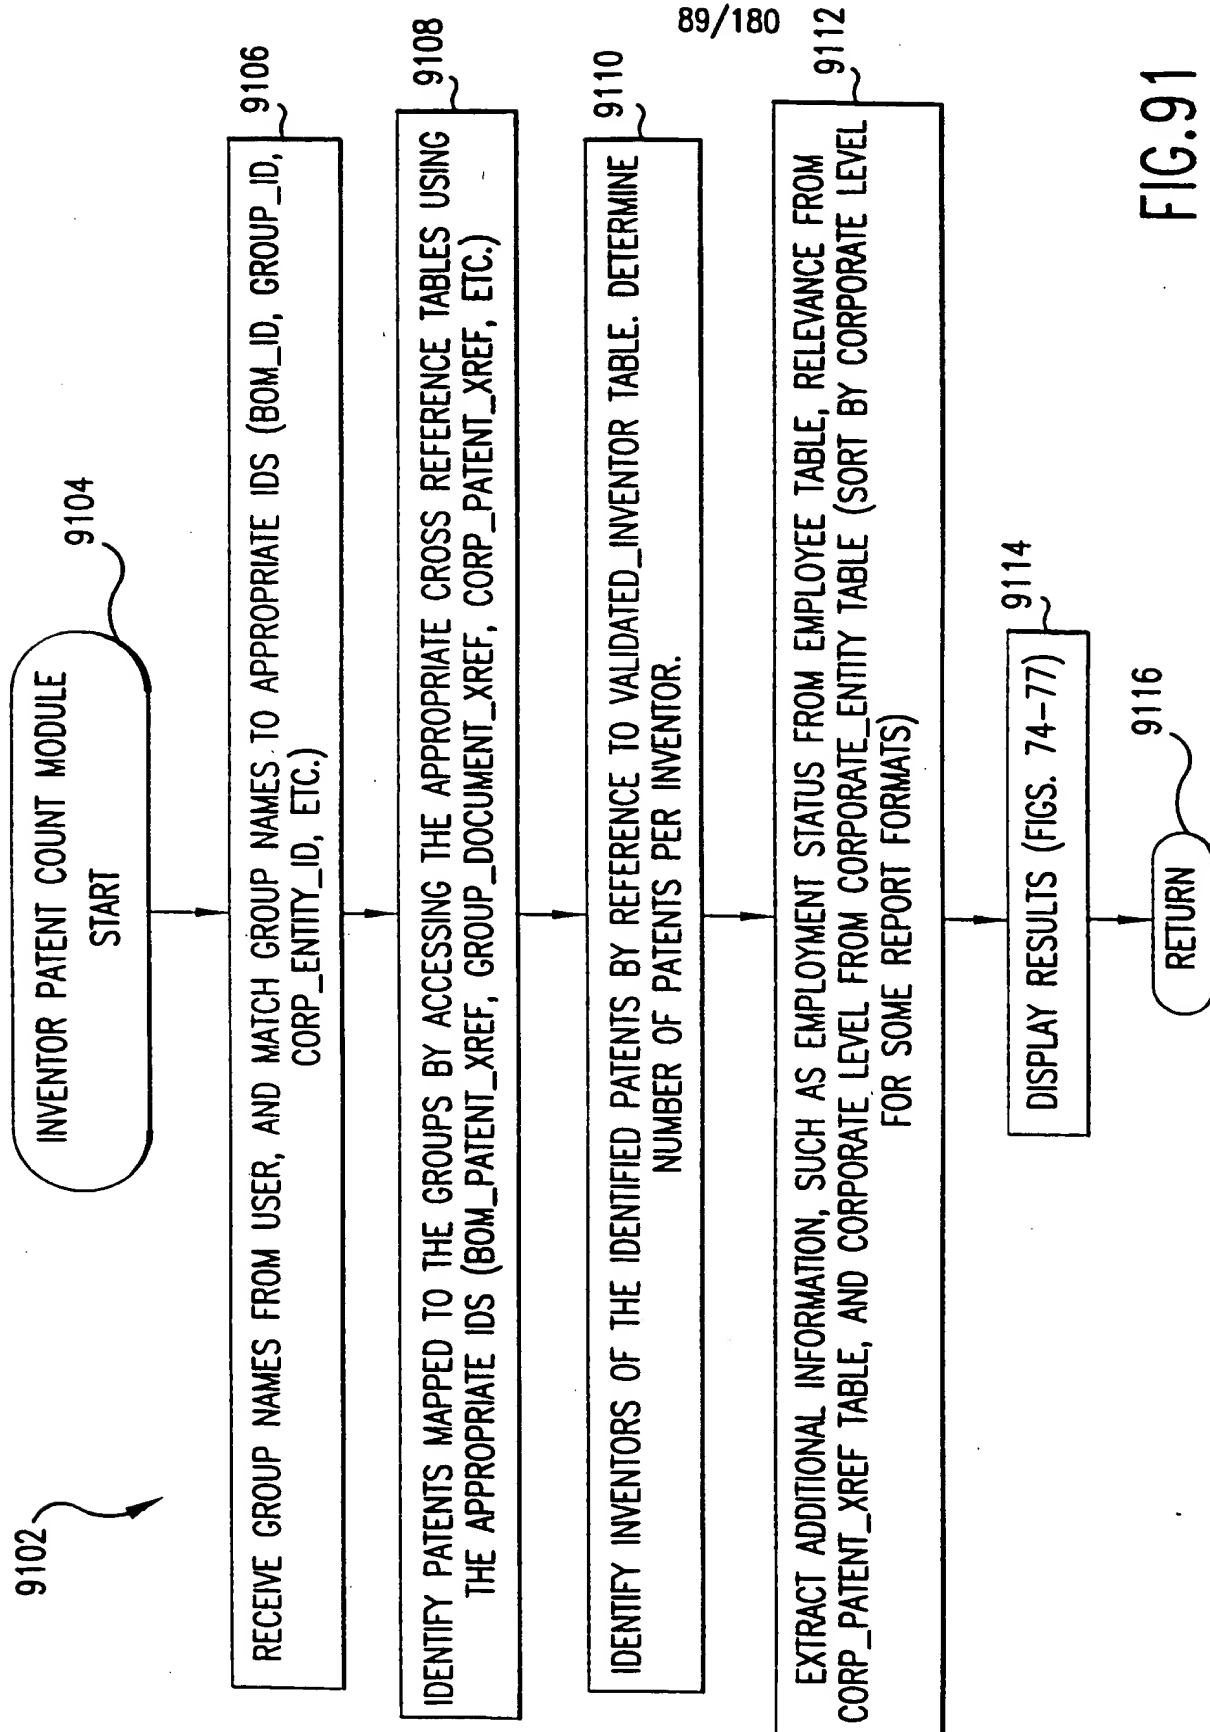 89/180
9102
INVENTOR PATENT COUNT MODULE
START
9104
RECEIVE GROUP NAMES FROM USER, AND MATCH GROUP NAMES TO APPROPRIATE IDS (BOM_ID, GROUP_ID,
CORP_ENTITY_ID, ETC.)
9106
IDENTIFY PATENTS MAPPED TO THE GROUPS BY ACCESSING THE APPROPRIATE CROSS REFERENCE TABLES USING
THE APPROPRIATE IDS (BOM_PATENT_XREF, GROUP_DOCUMENT_XREF, CORP_PATENT_XREF, ETC.)
9108
IDENTIFY INVENTORS OF THE IDENTIFIED PATENTS BY REFERENCE TO VALIDATED_INVENTOR TABLE. DETERMINE
NUMBER OF PATENTS PER INVENTOR.
9110
EXTRACT ADDITIONAL INFORMATION, SUCH AS EMPLOYMENT STATUS FROM EMPLOYEE TABLE, RELEVANCE FROM
CORP_PATENT_XREF TABLE, AND CORPORATE LEVEL FROM CORPORATE_ENTITY TABLE (SORT BY CORPORATE LEVEL
FOR SOME REPORT FORMATS)
9112
DISPLAY RESULTS (FIGS. 74-77)
9114
RETURN
9116
FIG.91